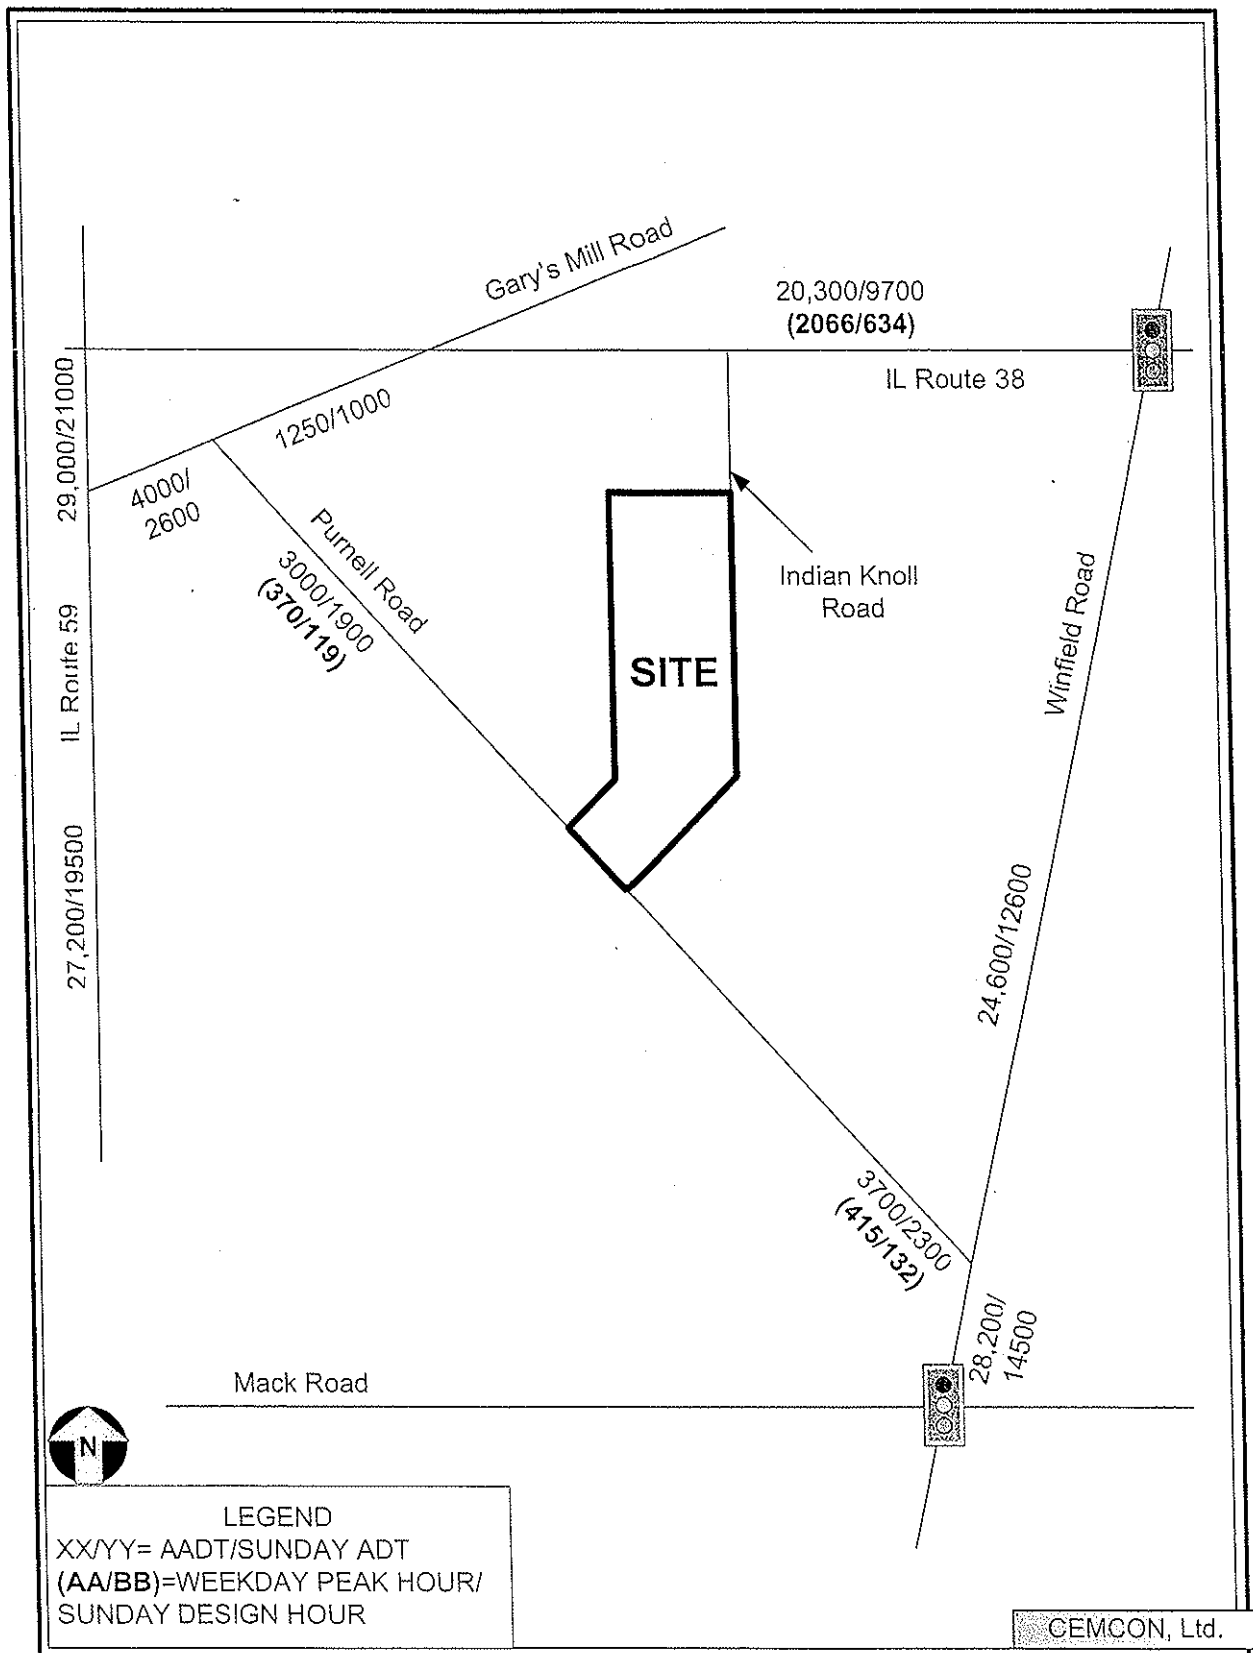 Gary's Mill Road
20,300/9700
(2066/634)
IL Route 38
29,000/21000
1250/1000
4000/
2600
Purnell Road
3000/1900
(370/119)
Indian Knoll
Road
SITE
Winfield Road
IL Route 59
27,200/19500
24,600/12600
3700/2300
(415/132)
28,200/
14500
Mack Road
N
LEGEND
XX/YY= AADT/SUNDAY ADT
(AA/BB)=WEEKDAY PEAK HOUR/
SUNDAY DESIGN HOUR
CEMCON, Ltd.